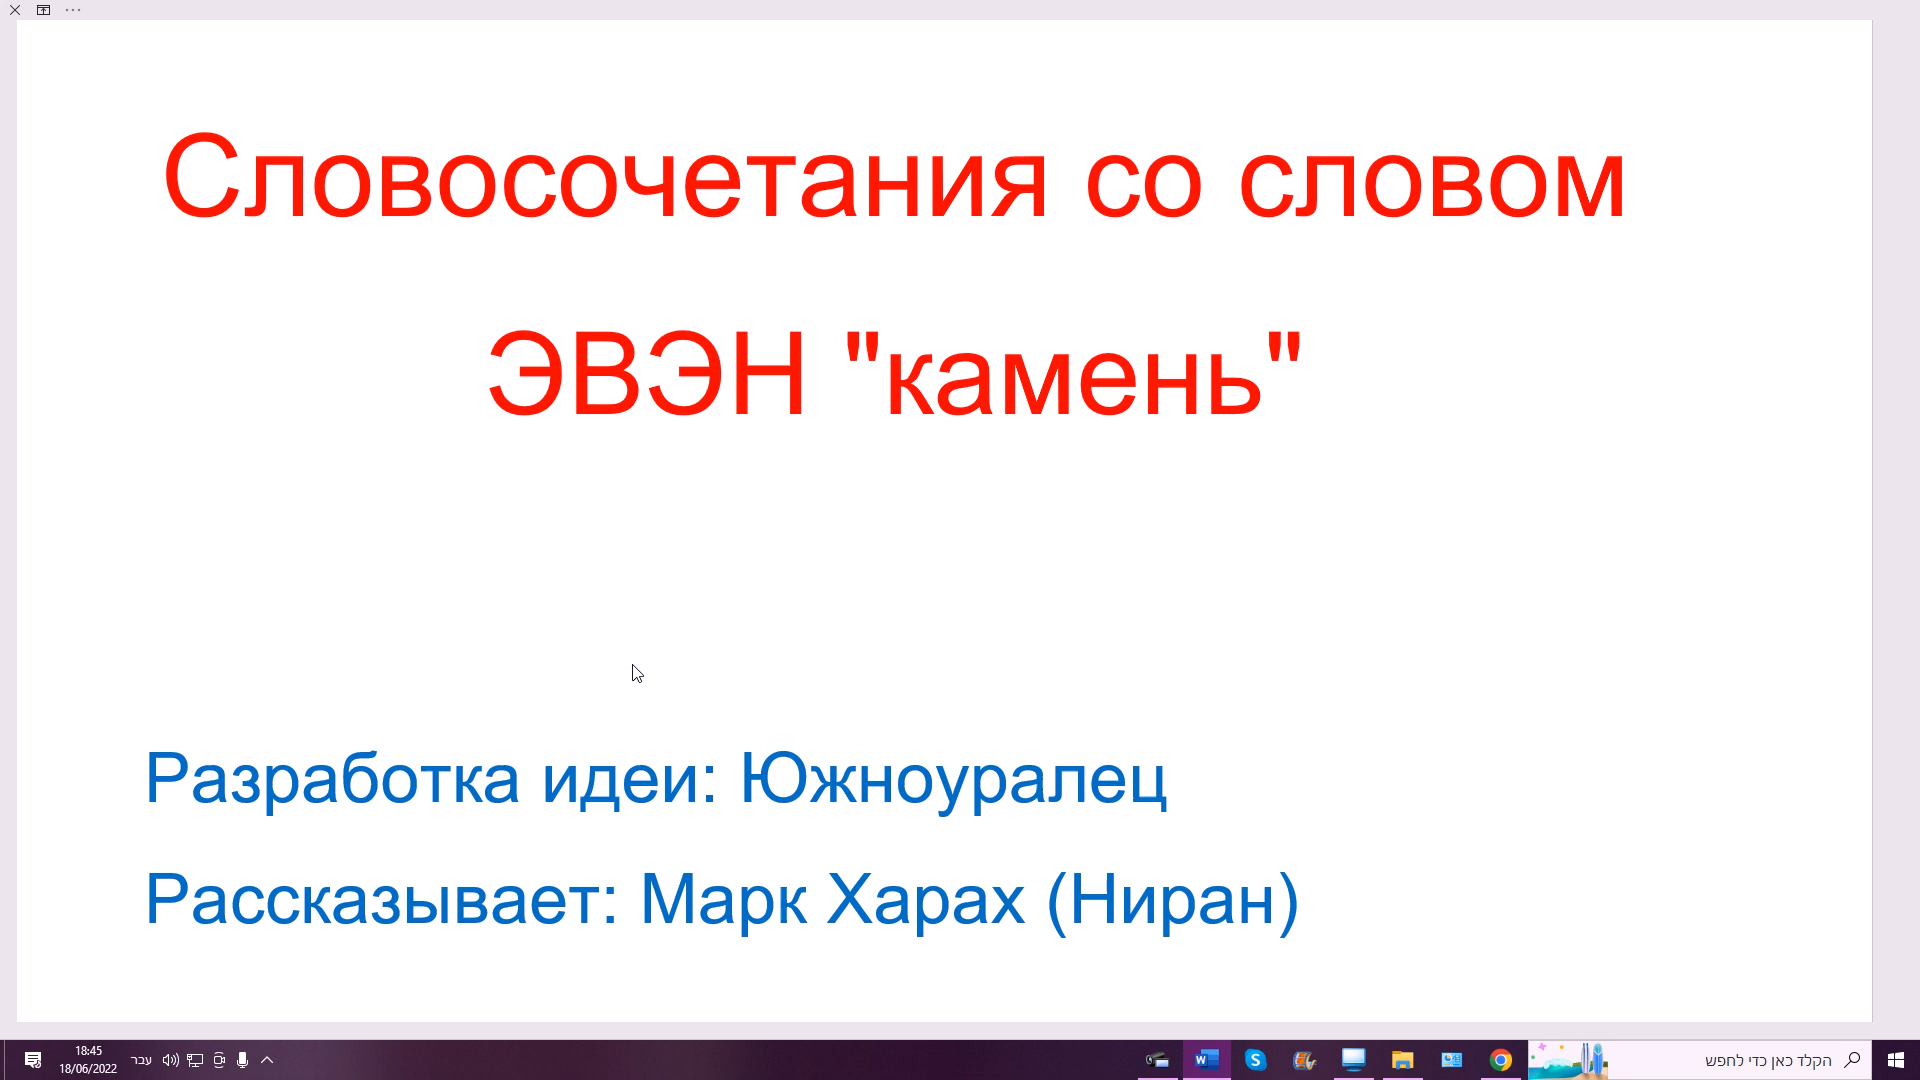 Словосочетания со словом
ЭВЭН "камень"
Разработка идеи: Южноуралец
Рассказывает: Марк Харах (Ниран)
18:45
18/06/2022
עבר
הקלד כאן כדי לחפש